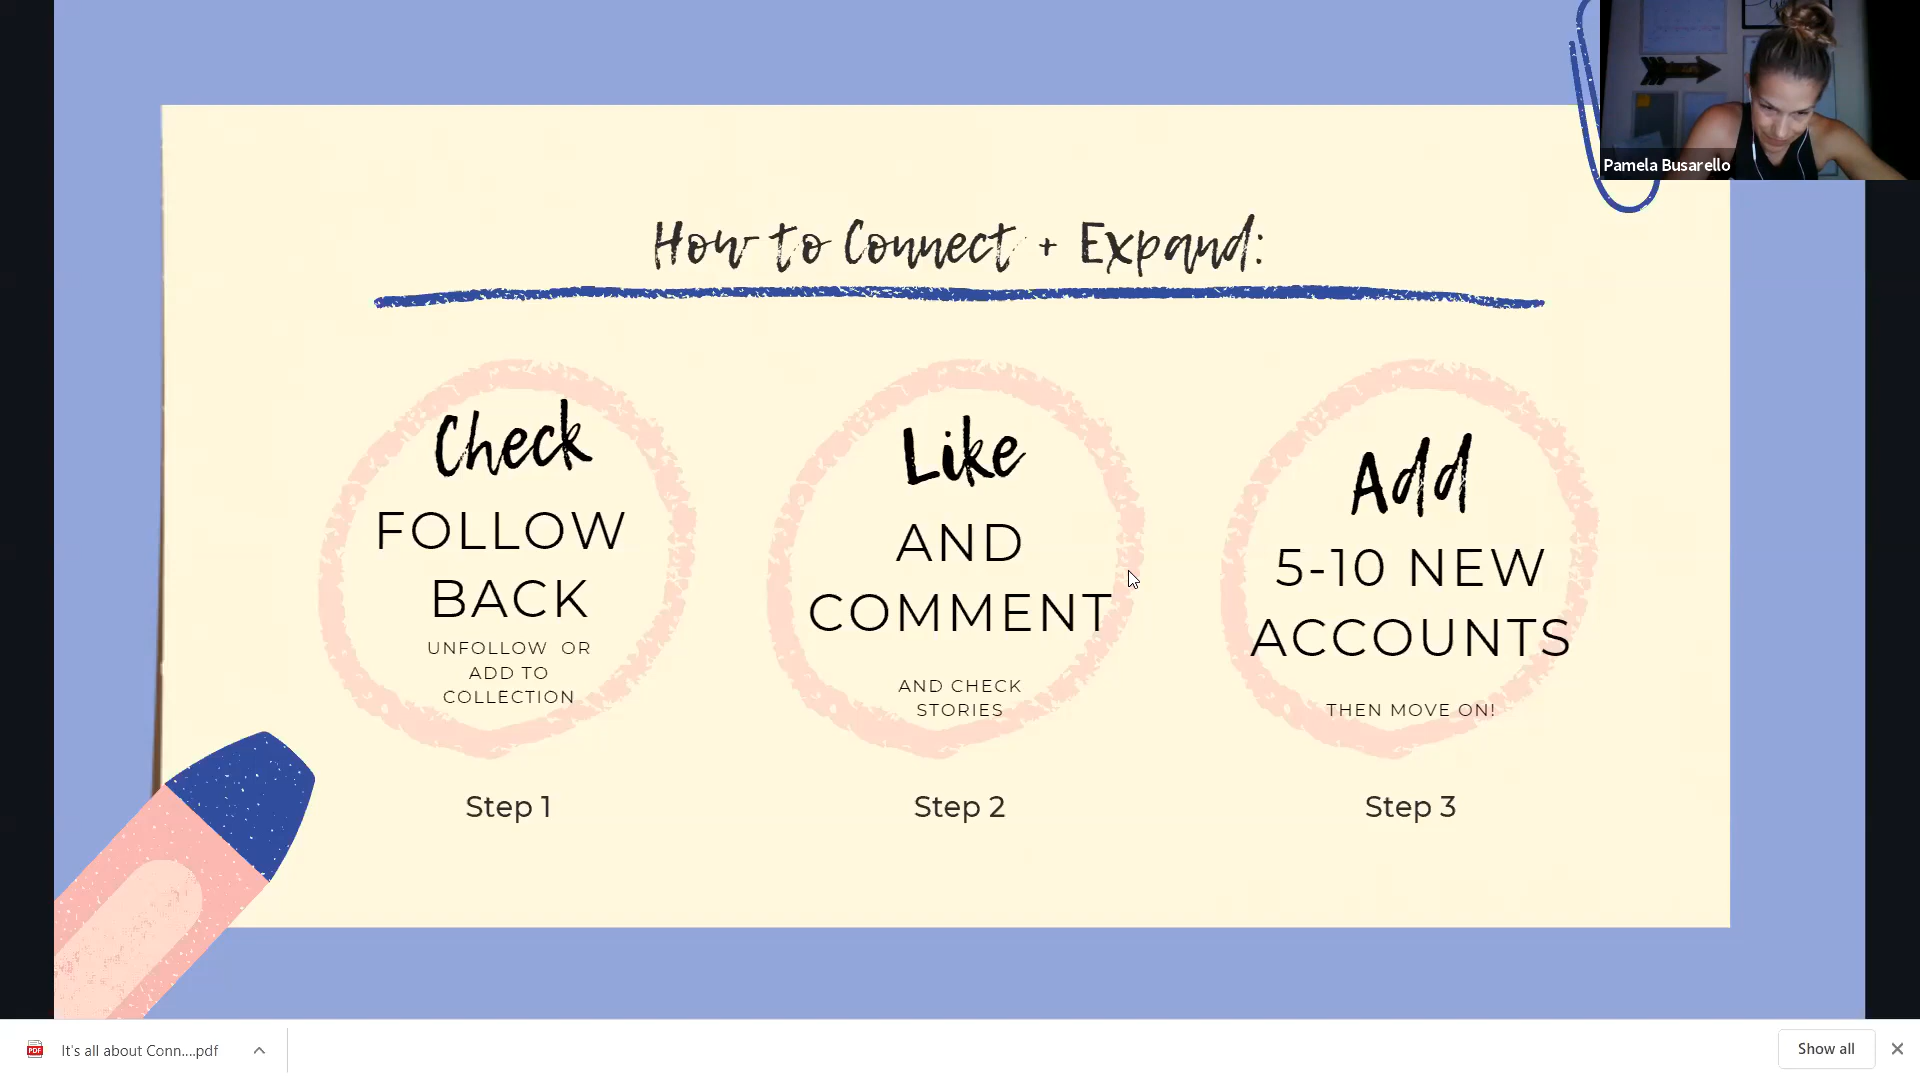 Pamela Busarello
How to Connect + Expand:
Check
FOLLOW
BACK
UNFOLLOW OR
ADD TO
COLLECTION
Step 1
Like
AND
COMMENT
AND CHECK
STORIES
Step 2
Add
5-10 NEW
ACCOUNTS
THEN MOVE ON!
Step 3
PDF
It's all about Conn....pdf
Show all